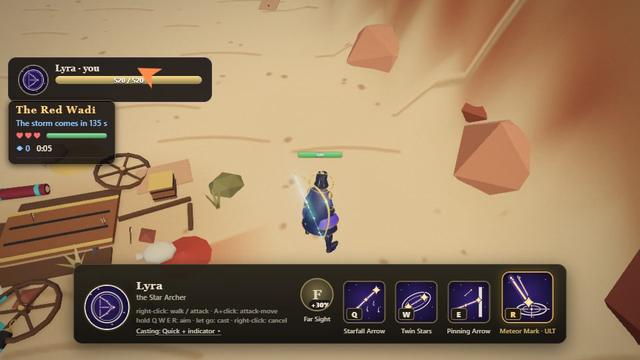 Lyra - you
520 / 520
The Red Wadi
The storm comes in 135 s
0 0:05
Lyra
the Star Archer
right-click: walk / attack · A+click: attack-move
hold Q W E R: aim · let go: cast · right-click: cancel
Casting: Quick + indicator
F
+30%
Far Sight
Q
Starfall Arrow
W
Twin Stars
E
Pinning Arrow
R
Meteor Mark · ULT